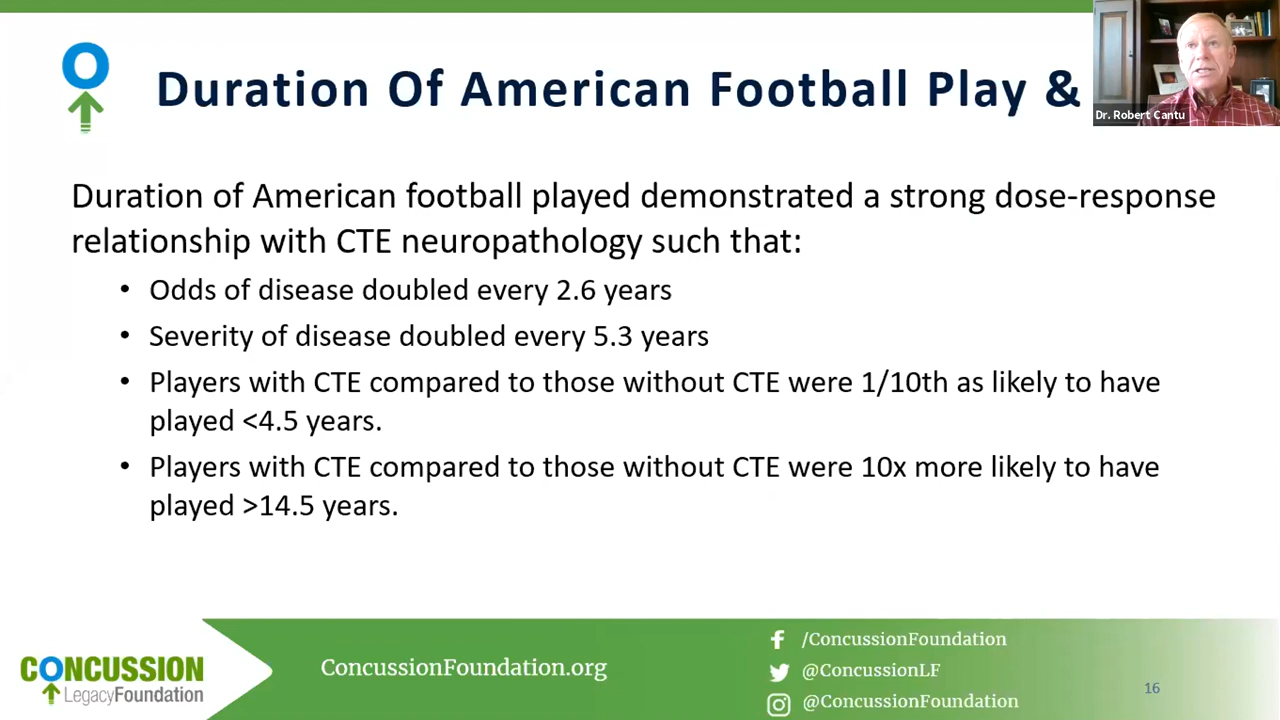 Duration Of American Football Play &
Dr. Robert Cantu
Duration of American football played demonstrated a strong dose-response
relationship with CTE neuropathology such that:
• Odds of disease doubled every 2.6 years
• Severity of disease doubled every 5.3 years
• Players with CTE compared to those without CTE were 1/10th as likely to have
played <4.5 years.
• Players with CTE compared to those without CTE were 10x more likely to have
played >14.5 years.
CONCUSSION
LegacyFoundation
ConcussionFoundation.org
/ConcussionFoundation
@ConcussionLF
@ConcussionFoundation
16